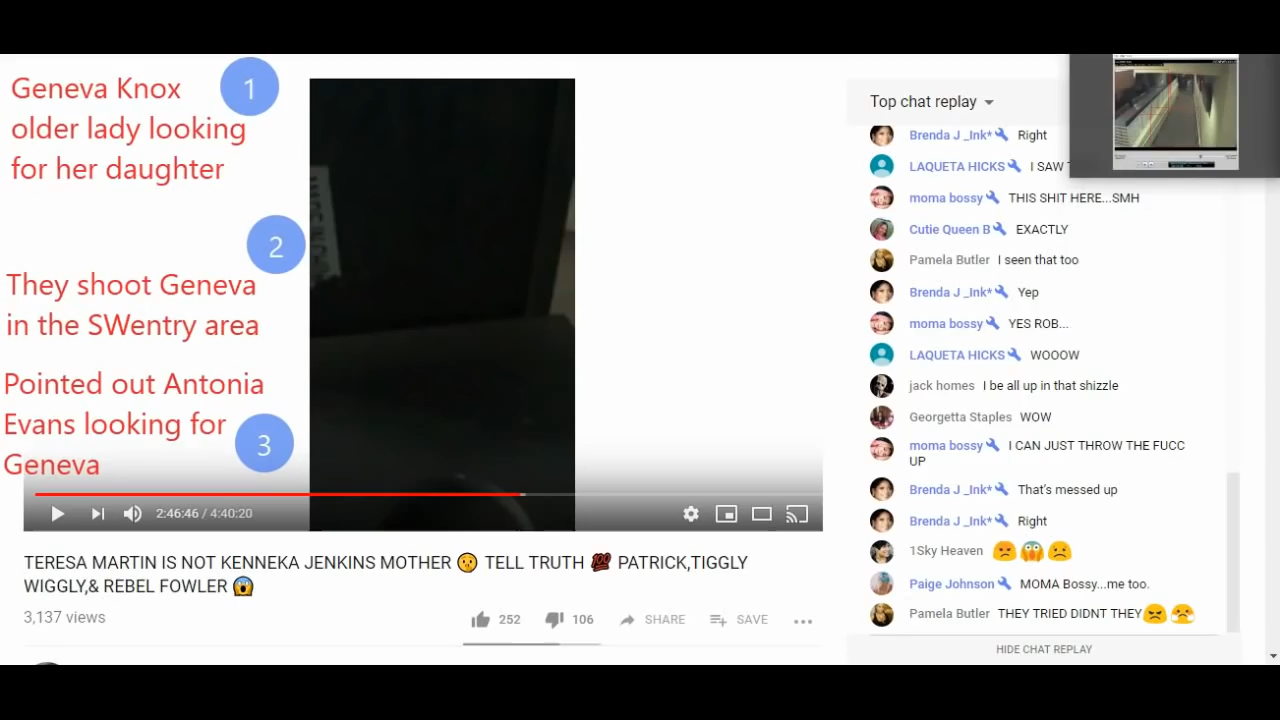 Geneva Knox
older lady looking
for her daughter
1
2
They shoot Geneva
in the SWentry area
Pointed out Antonia
Evans looking for
Geneva
3
2:46:46 / 4:40:20
TERESA MARTIN IS NOT KENNEKA JENKINS MOTHER 🤫 TELL TRUTH 💯 PATRICK,TIGGLY
WIGGLY,& REBEL FOWLER 😱
3,137 views
252
106
SHARE
SAVE
Top chat replay
Brenda J _Ink* Right
LAQUETA HICKS I SAW
moma bossy THIS SHIT HERE...SMH
Cutie Queen B EXACTLY
Pamela Butler I seen that too
Brenda J _Ink* Yep
moma bossy YES ROB...
LAQUETA HICKS WOOOW
jack homes I be all up in that shizzle
Georgetta Staples WOW
moma bossy I CAN JUST THROW THE FUCC
UP
Brenda J _Ink* That's messed up
Brenda J _Ink* Right
1Sky Heaven 😡😱☹️
Paige Johnson MOMA Bossy...me too.
Pamela Butler THEY TRIED DIDNT THEY😠😤
HIDE CHAT REPLAY